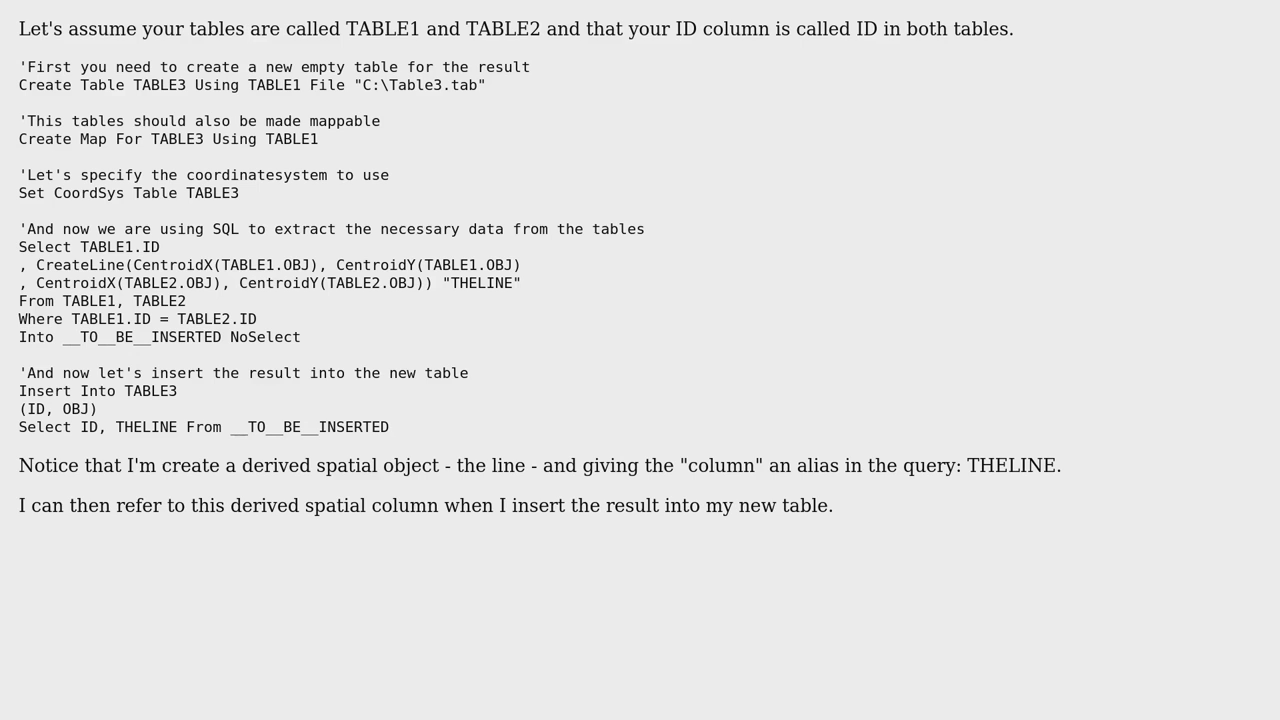 Let's assume your tables are called TABLE1 and TABLE2 and that your ID column is called ID in both tables.
'First you need to create a new empty table for the result
Create Table TABLE3 Using TABLE1 File "C:\Table3.tab"
'This tables should also be made mappable
Create Map For TABLE3 Using TABLE1
'Let's specify the coordinatesystem to use
Set CoordSys Table TABLE3
'And now we are using SQL to extract the necessary data from the tables
Select TABLE1.ID
, CreateLine(CentroidX(TABLE1.OBJ), CentroidY(TABLE1.OBJ)
, CentroidX(TABLE2.OBJ), CentroidY(TABLE2.OBJ)) "THELINE"
From TABLE1, TABLE2
Where TABLE1.ID = TABLE2.ID
Into __TO__BE__INSERTED NoSelect
'And now let's insert the result into the new table
Insert Into TABLE3
(ID, OBJ)
Select ID, THELINE From __TO__BE__INSERTED
Notice that I'm create a derived spatial object - the line - and giving the "column" an alias in the query: THELINE.
I can then refer to this derived spatial column when I insert the result into my new table.